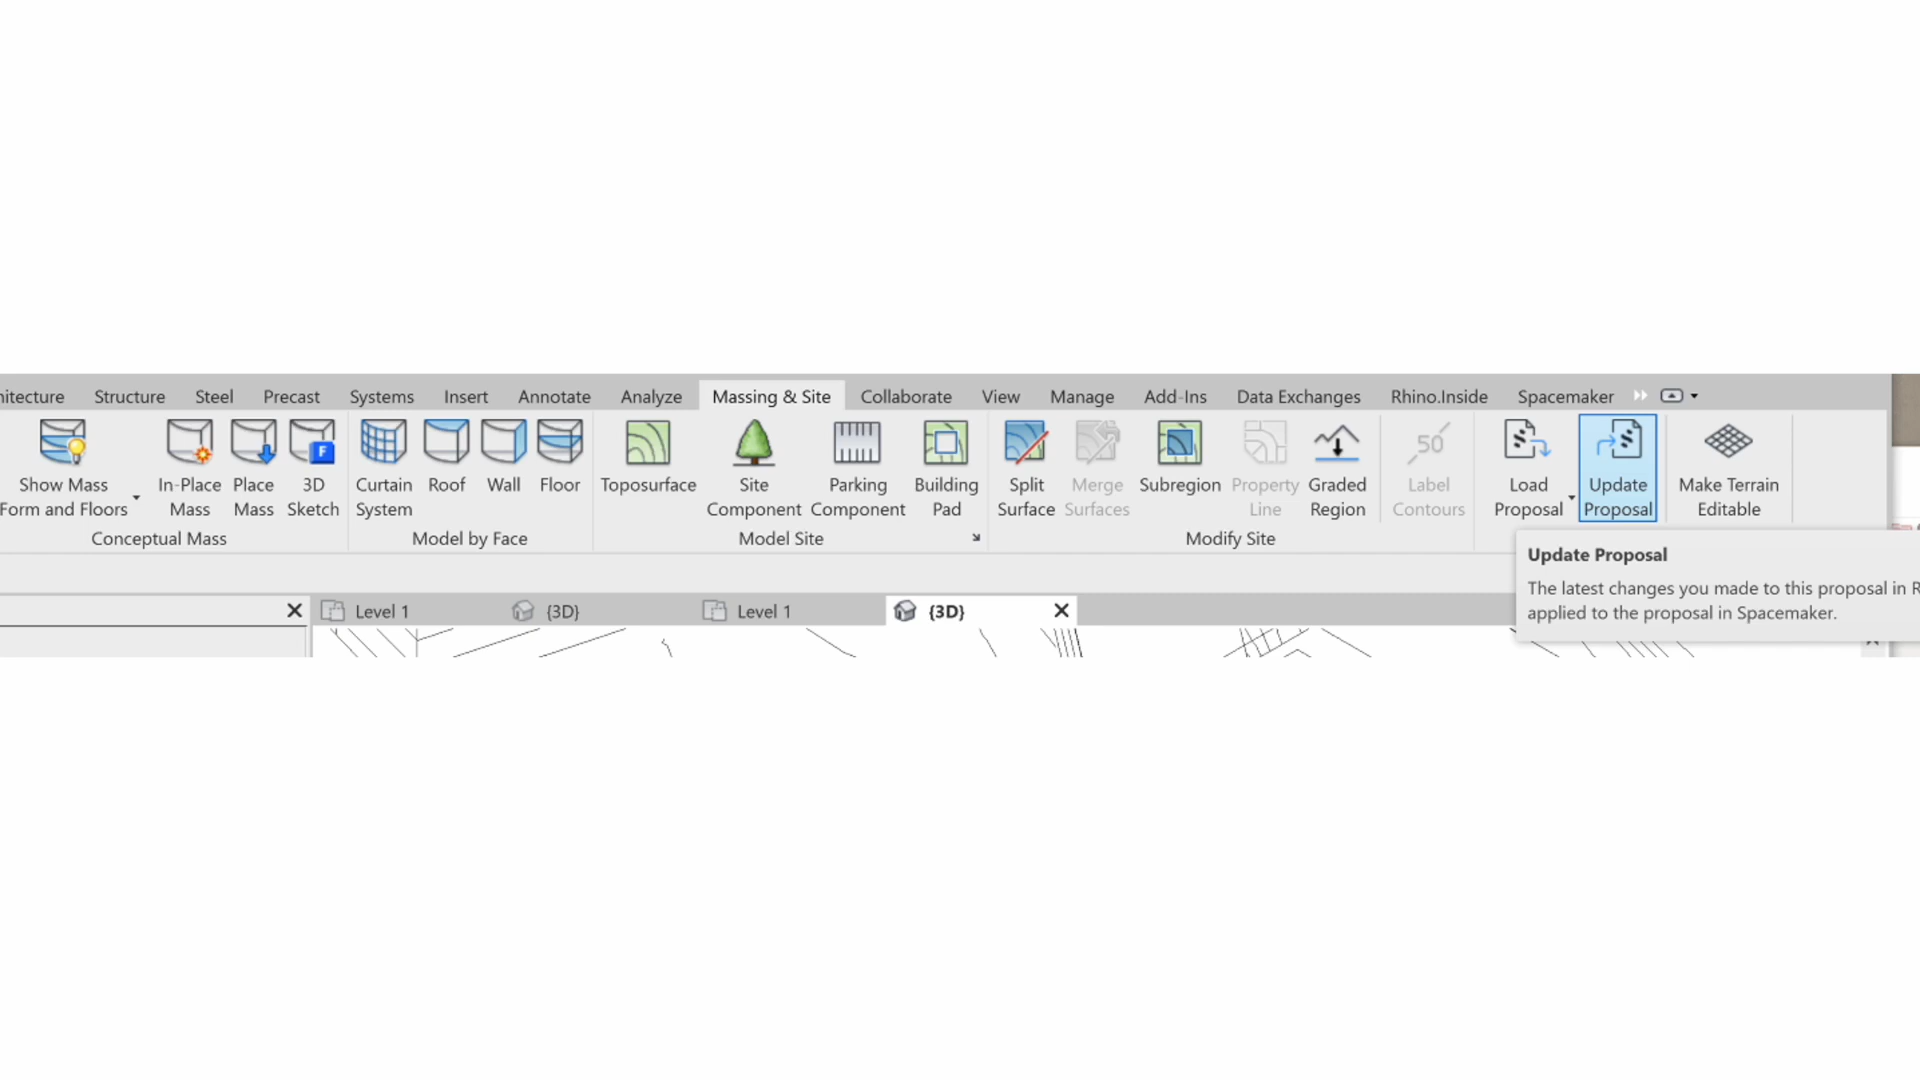 itecture Structure Steel Precast Systems Insert Annotate Analyze Massing & Site Collaborate View Manage Add-Ins Data Exchanges Rhino.Inside Spacemaker
Show Mass Form and Floors
In-Place Mass
Place Mass
3D Sketch
Curtain System
Roof
Wall
Floor
Toposurface
Site Component
Parking Component
Building Pad
Split Surface
Merge Surfaces
Subregion
Property Line
Graded Region
50
Label Contours
Load Proposal
Update Proposal
Make Terrain Editable
Conceptual Mass Model by Face Model Site Modify Site
Update Proposal
The latest changes you made to this proposal in R
applied to the proposal in Spacemaker.
Level 1 {3D} Level 1 {3D}